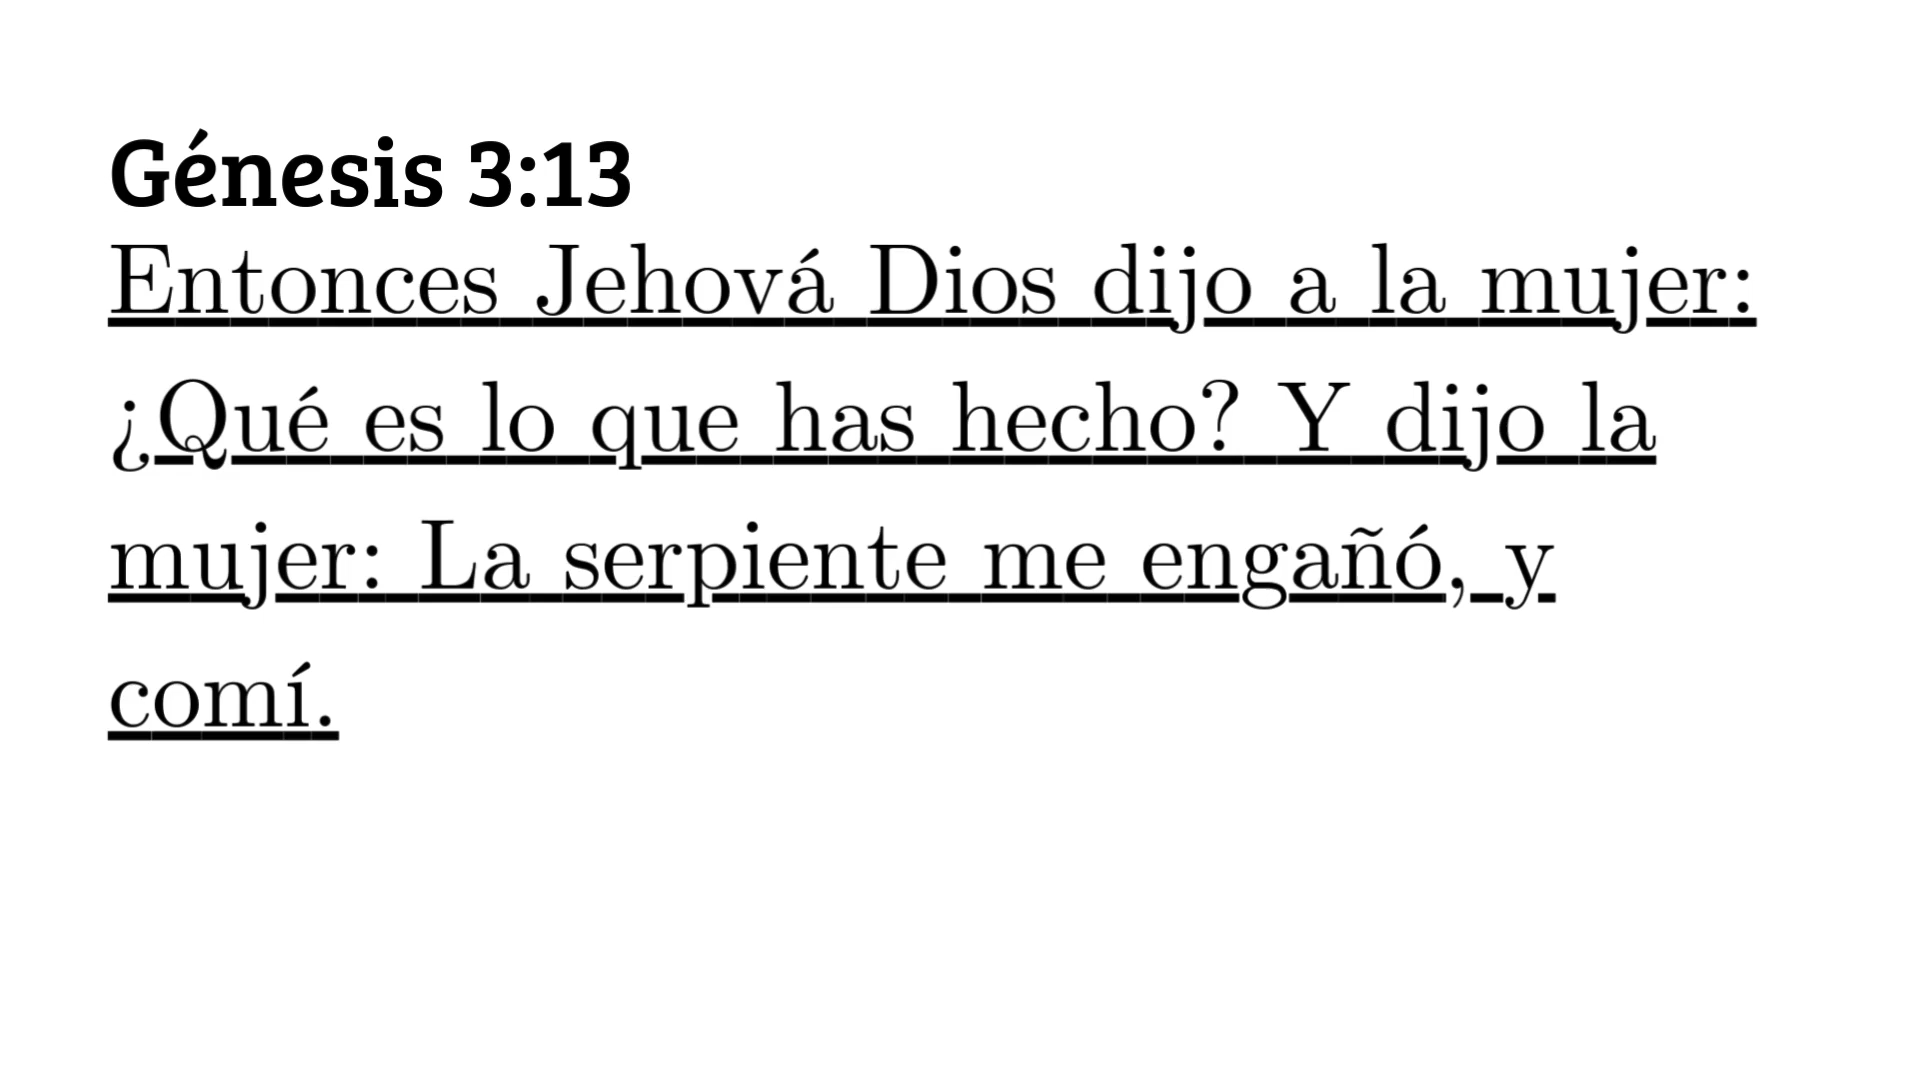 Génesis 3:13
Entonces Jehová Dios dijo a la mujer:
¿Qué es lo que has hecho? Y dijo la
mujer: La serpiente me engañó, y
comí.